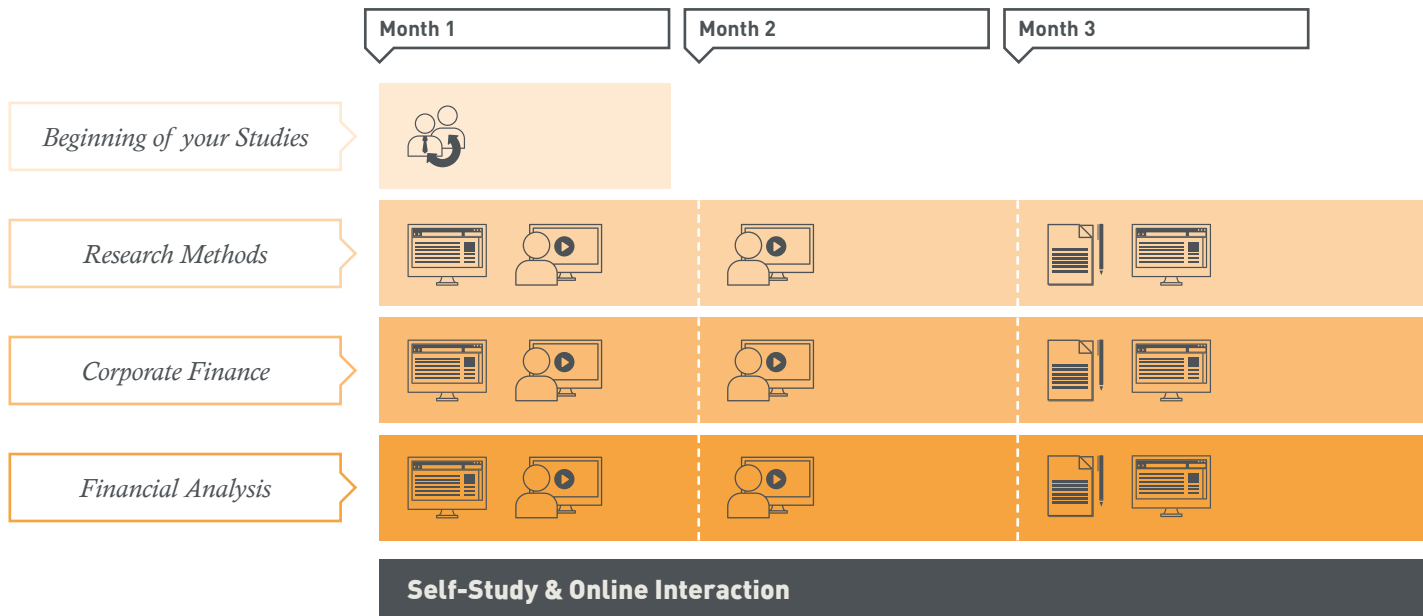 Month 1
Month 2
Month 3
Beginning of your Studies
Research Methods
Corporate Finance
Financial Analysis
Self-Study & Online Interaction